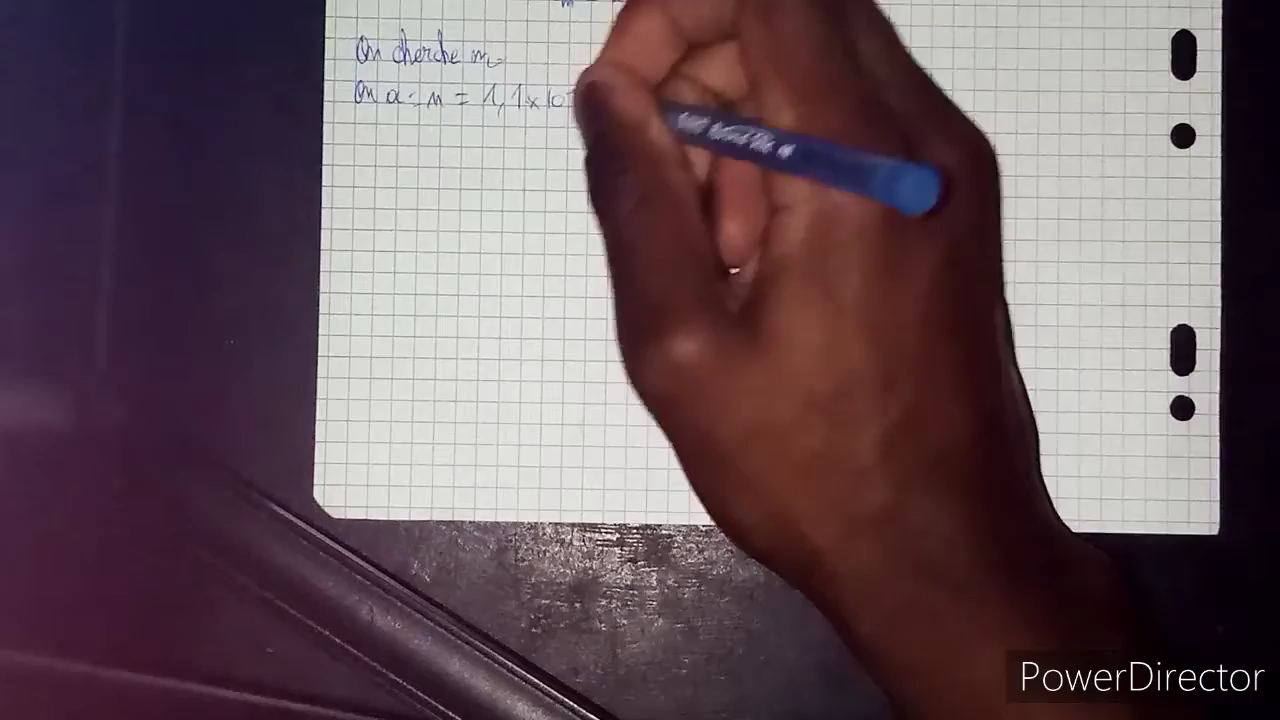 m
On cherche m
On a : n = 1,1 × 10
PowerDirector